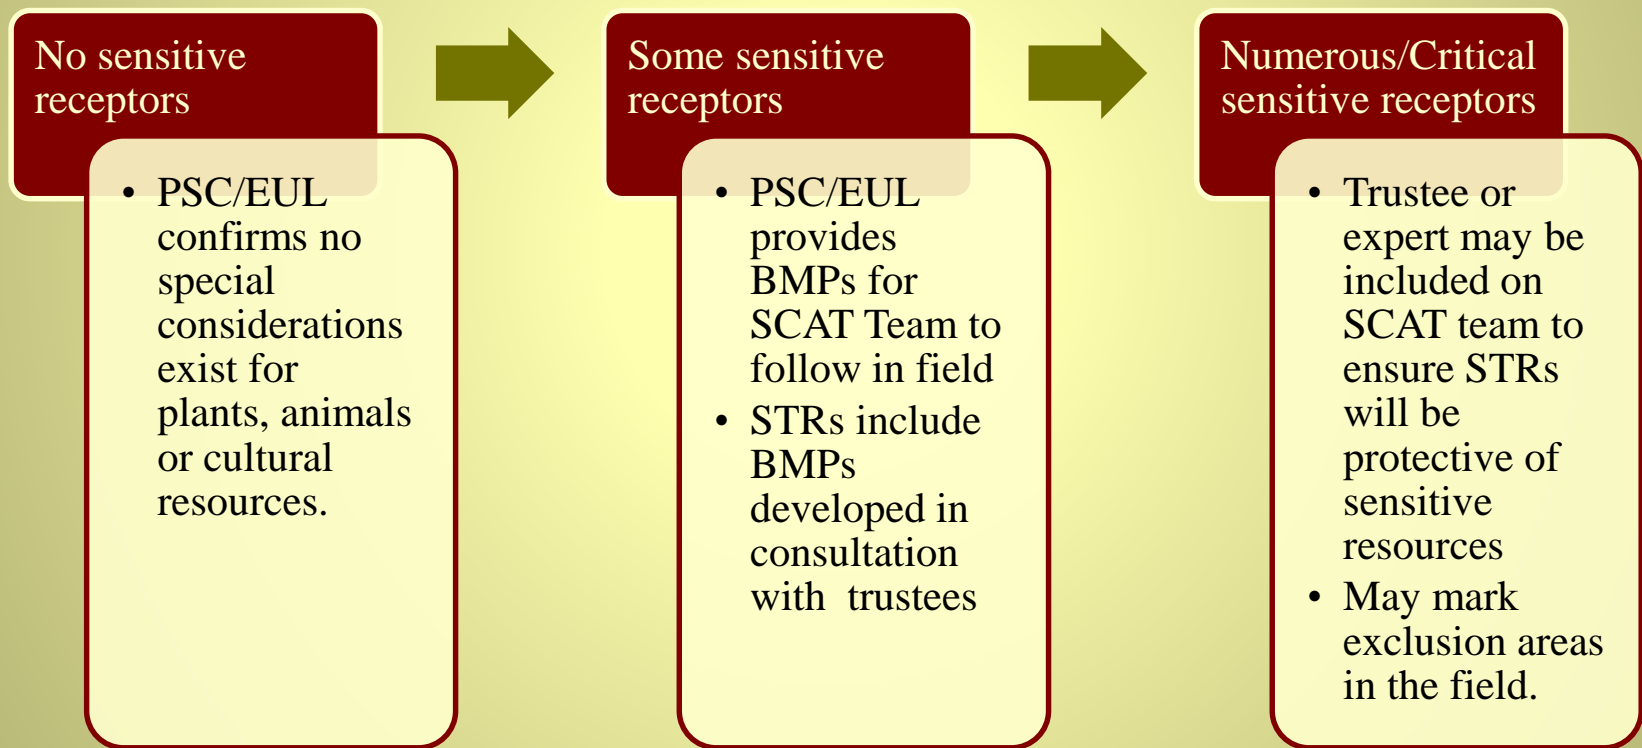 No sensitive
receptors
• PSC/EUL
confirms no
special
considerations
exist for
plants, animals
or cultural
resources.
Some sensitive
receptors
• PSC/EUL
provides
BMPs for
SCAT Team to
follow in field
• STRs include
BMPs
developed in
consultation
with  trustees
Numerous/Critical
sensitive receptors
• Trustee or
expert may be
included on
SCAT team to
ensure STRs
will be
protective of
sensitive
resources
• May mark
exclusion areas
in the field.